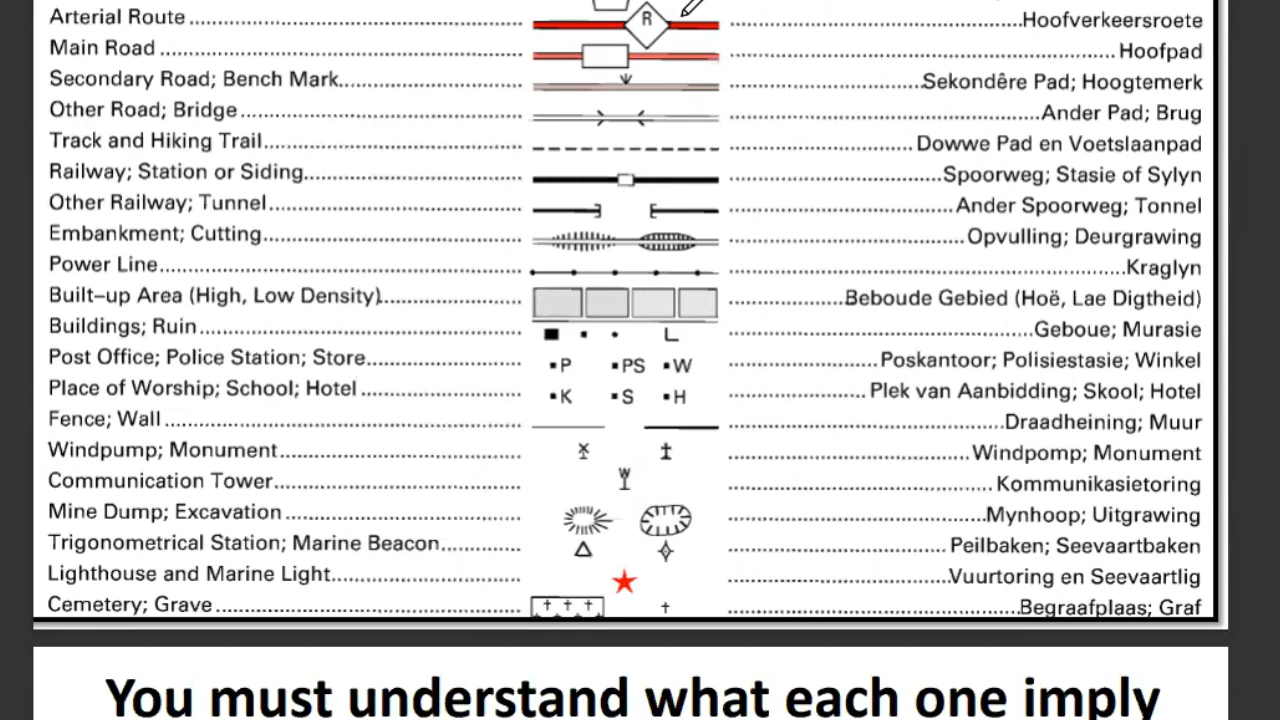 Arterial Route ........ R ........ Hoofverkeersroete
Main Road ........ Hoofpad
Secondary Road; Bench Mark ........ Sekondêre Pad; Hoogtemerk
Other Road; Bridge ........ Ander Pad; Brug
Track and Hiking Trail ........ Dowwe Pad en Voetslaanpad
Railway; Station or Siding ........ Spoorweg; Stasie of Sylyn
Other Railway; Tunnel ........ Ander Spoorweg; Tonnel
Embankment; Cutting ........ Opvulling; Deurgrawing
Power Line ........ Kraglyn
Built–up Area (High, Low Density) ........ Beboude Gebied (Hoë, Lae Digtheid)
Buildings; Ruin ........ Geboue; Murasie
Post Office; Police Station; Store ........ P PS W ........ Poskantoor; Polisiestasie; Winkel
Place of Worship; School; Hotel ........ K S H ........ Plek van Aanbidding; Skool; Hotel
Fence; Wall ........ Draadheining; Muur
Windpump; Monument ........ Windpomp; Monument
Communication Tower ........ Kommunikasietoring
Mine Dump; Excavation ........ Mynhoop; Uitgrawing
Trigonometrical Station; Marine Beacon ........ Peilbaken; Seevaartbaken
Lighthouse and Marine Light ........ Vuurtoring en Seevaartlig
Cemetery; Grave ........ Begraafplaas; Graf
You must understand what each one imply